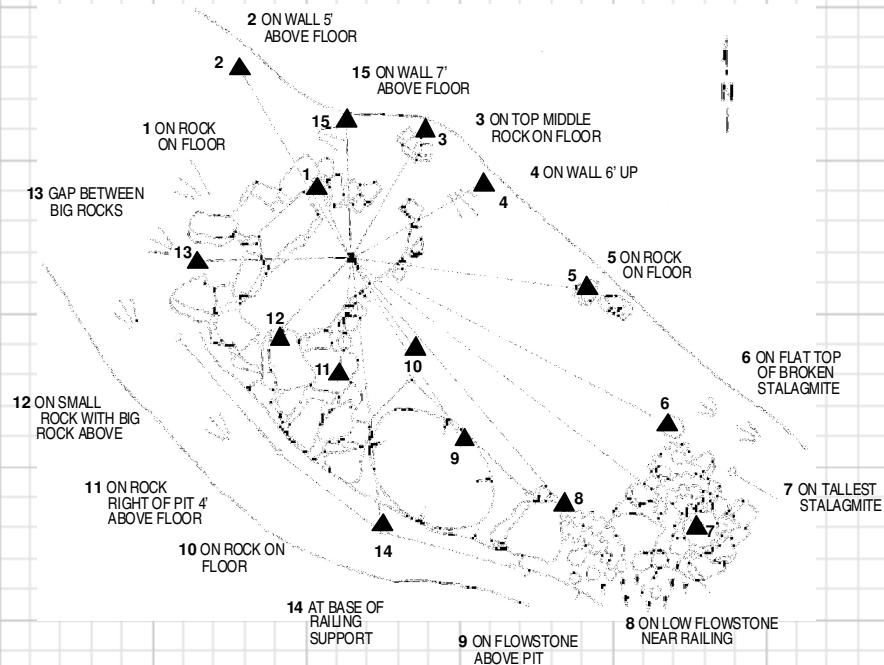 2 ON WALL 5'
ABOVE FLOOR
2
15 ON WALL 7'
ABOVE FLOOR
15
3 ON TOP MIDDLE
ROCK ON FLOOR
3
1 ON ROCK
ON FLOOR
1
4 ON WALL 6' UP
4
13 GAP BETWEEN
BIG ROCKS
13
5 ON ROCK
ON FLOOR
5
12
10
11
6 ON FLAT TOP
OF BROKEN
STALAGMITE
6
12 ON SMALL
ROCK WITH BIG
ROCK ABOVE
9
11 ON ROCK
RIGHT OF PIT 4'
ABOVE FLOOR
8
7 ON TALLEST
STALAGMITE
7
10 ON ROCK ON
FLOOR
14
14 AT BASE OF
RAILING
SUPPORT
9 ON FLOWSTONE
ABOVE PIT
8 ON LOW FLOWSTONE
NEAR RAILING